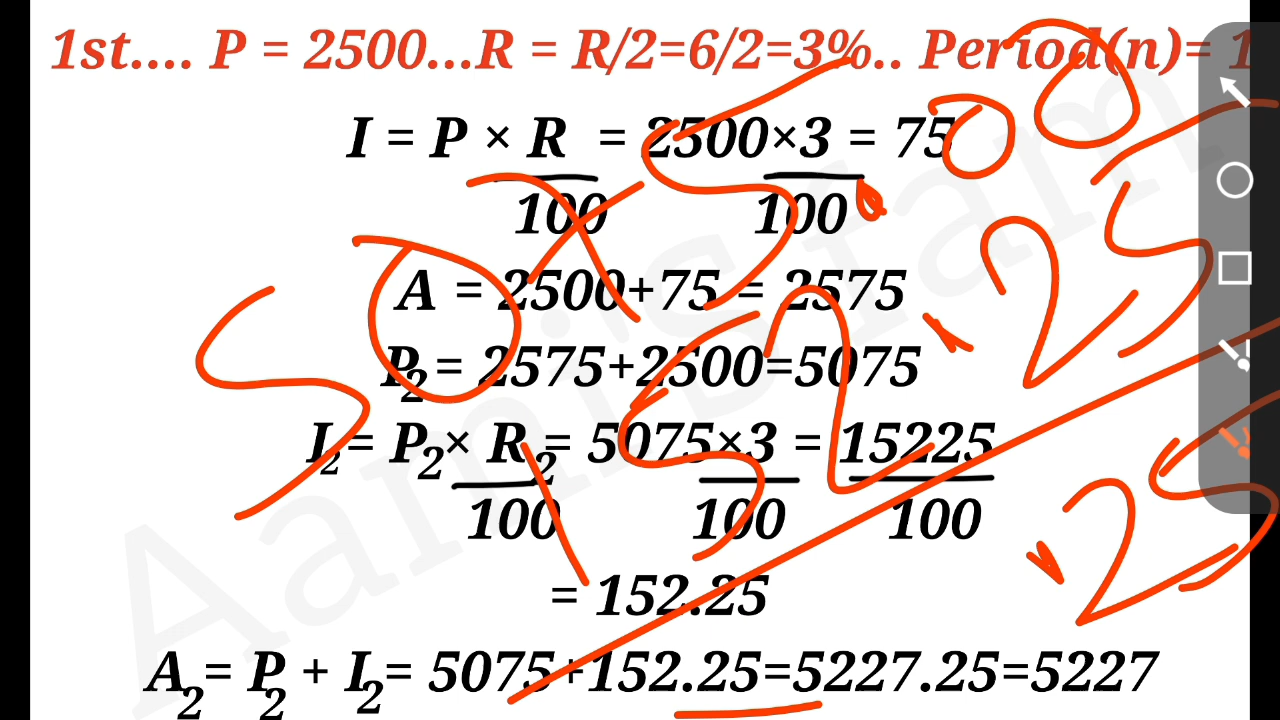 1st.... P = 2500...R = R/2=6/2=3%.. Period(n)= 1
I = P × R = 2500×3 = 75
100 100
A = 2500+75 = 2575
P2 = 2575+2500=5075
I2 = P2 × R2 = 5075×3 = 15225
100 100 100
= 152.25
A2 = P2 + I2 = 5075+152.25=5227.25=5227